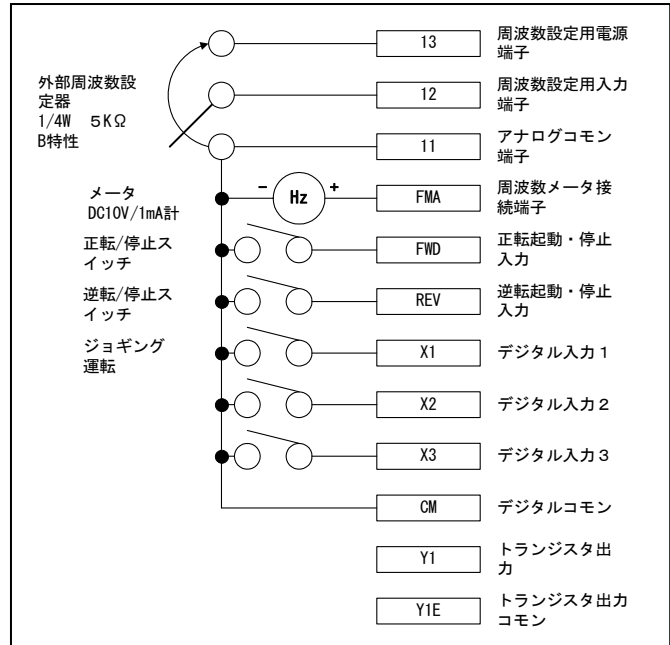 13
周波数設定用電源
端子
外部周波数設
定器
1/4W 5KΩ
B特性
12
周波数設定用入力
端子
11
アナログコモン
端子
メータ
DC10V/1mA計
− Hz +
FMA
周波数メータ接
続端子
正転/停止ス
イッチ
FWD
正転起動・停止
入力
逆転/停止ス
イッチ
REV
逆転起動・停止
入力
ジョギング
運転
X1
デジタル入力１
X2
デジタル入力２
X3
デジタル入力３
CM
デジタルコモン
Y1
トランジスタ出
力
Y1E
トランジスタ出力
コモン